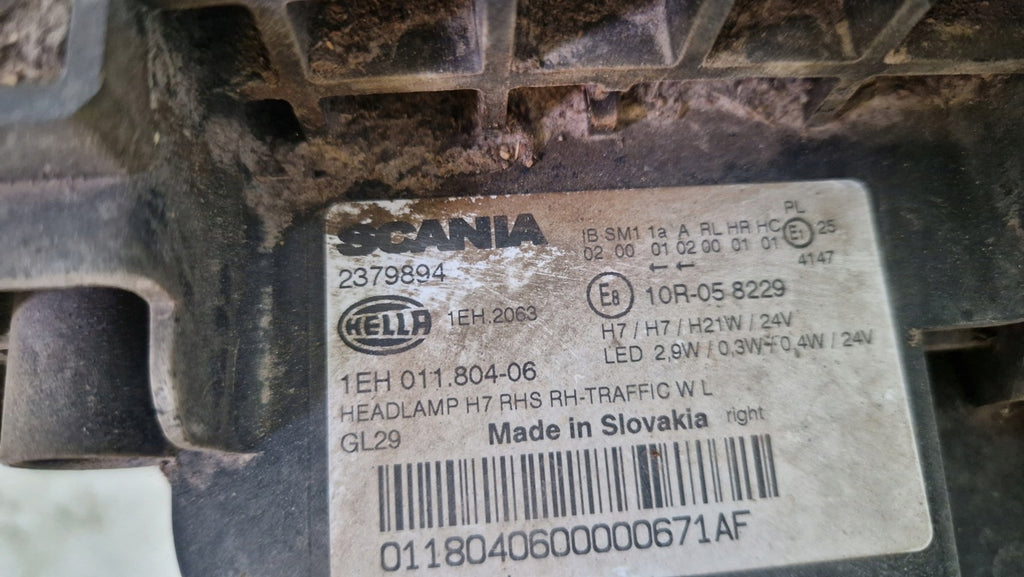 SCANIA
2379894
HELLA 1EH.2063
1EH 011.804-06
HEADLAMP H7 RHS RH-TRAFFIC W L
GL29
Made in Slovakia right
0118040600000671AF
IB SM1 1a A RL HR HC PL
02 00 01 02 00 01 01 E1 25
← ←
4147
E8 10R-05 8229
H7 / H7 / H21W / 24V
LED 2,9W / 0,3W + 0,4W / 24V